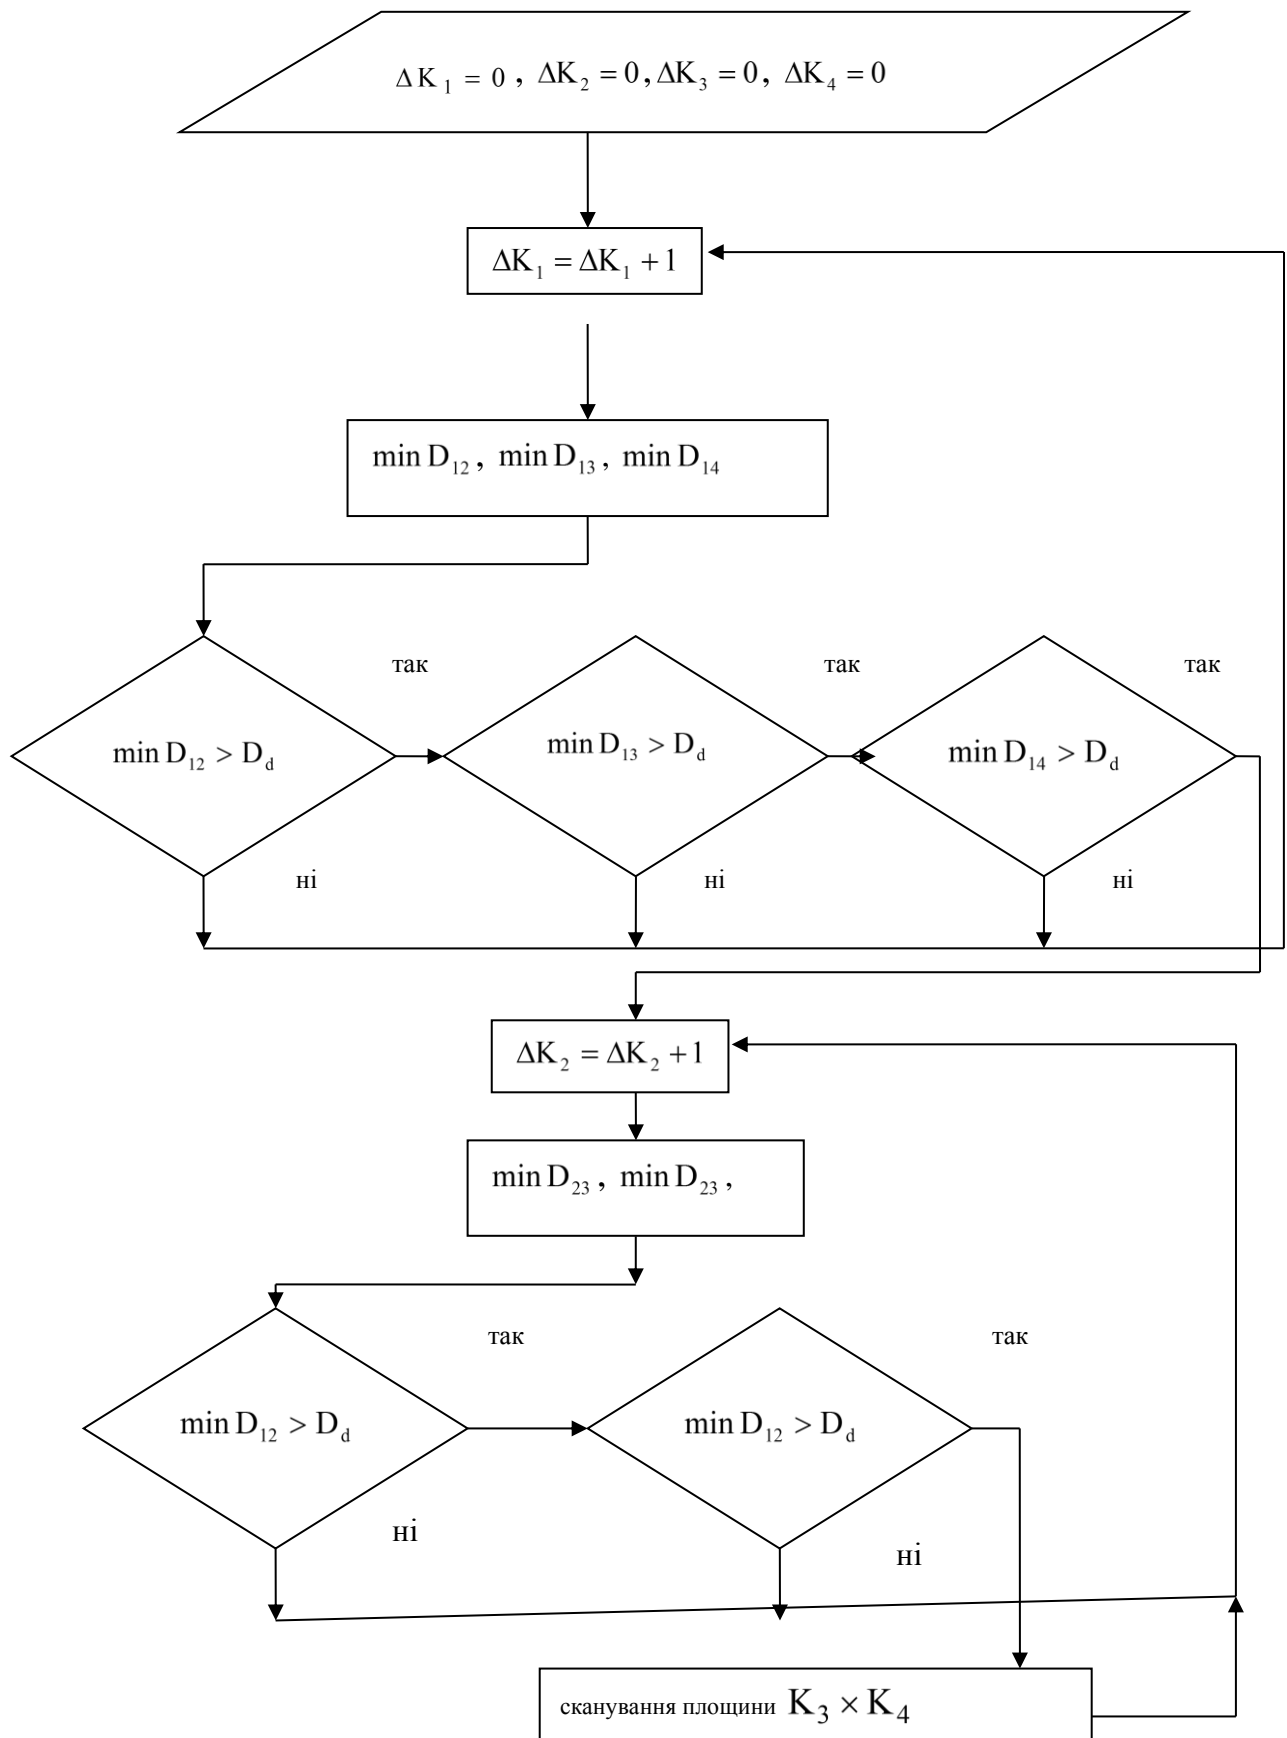 ΔK₁ = 0 , ΔK₂ = 0, ΔK₃ = 0, ΔK₄ = 0
ΔK₁ = ΔK₁ + 1
min D₁₂ , min D₁₃ , min D₁₄
так так так
min D₁₂ > D_d min D₁₃ > D_d min D₁₄ > D_d
ні ні ні
ΔK₂ = ΔK₂ + 1
min D₂₃ , min D₂₃ ,
так так
min D₁₂ > D_d min D₁₂ > D_d
ні ні
сканування площини K₃ × K₄